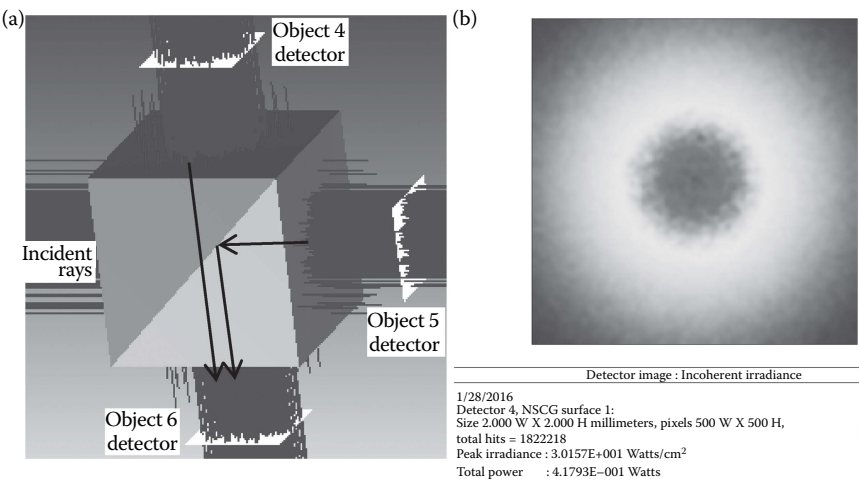 (a)
Object 4
detector
Incident
rays
Object 5
detector
Object 6
detector
(b)
Detector image : Incoherent irradiance
1/28/2016
Detector 4, NSCG surface 1:
Size 2.000 W X 2.000 H millimeters, pixels 500 W X 500 H,
total hits = 1822218
Peak irradiance : 3.0157E+001 Watts/cm²
Total power : 4.1793E–001 Watts